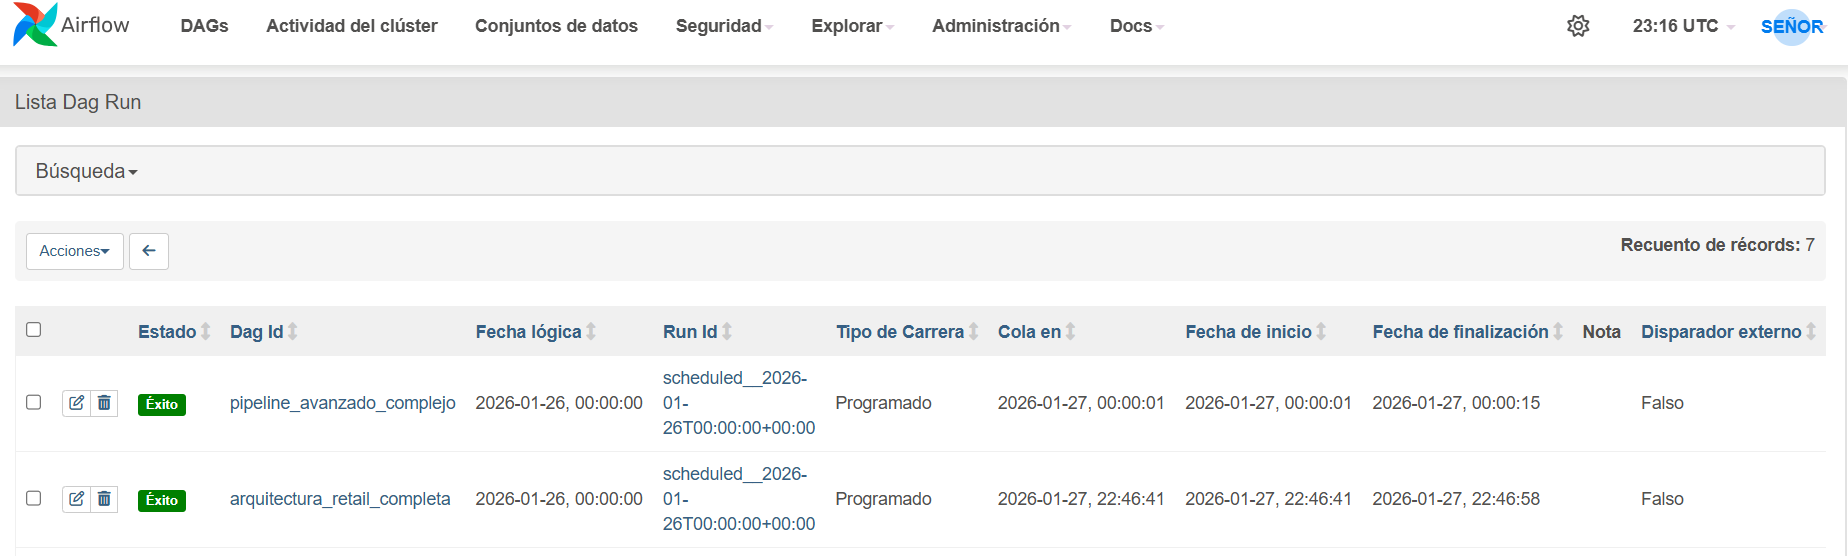 Airflow DAGs Actividad del clúster Conjuntos de datos Seguridad Explorar Administración Docs 23:16 UTC SEÑOR
Lista Dag Run
Búsqueda
Acciones Recuento de récords: 7
Estado Dag Id Fecha lógica Run Id Tipo de Carrera Cola en Fecha de inicio Fecha de finalización Nota Disparador externo
scheduled__2026-
Éxito pipeline_avanzado_complejo 2026-01-26, 00:00:00 01- Programado 2026-01-27, 00:00:01 2026-01-27, 00:00:01 2026-01-27, 00:00:15 Falso
26T00:00:00+00:00
scheduled__2026-
Éxito arquitectura_retail_completa 2026-01-26, 00:00:00 01- Programado 2026-01-27, 22:46:41 2026-01-27, 22:46:41 2026-01-27, 22:46:58 Falso
26T00:00:00+00:00